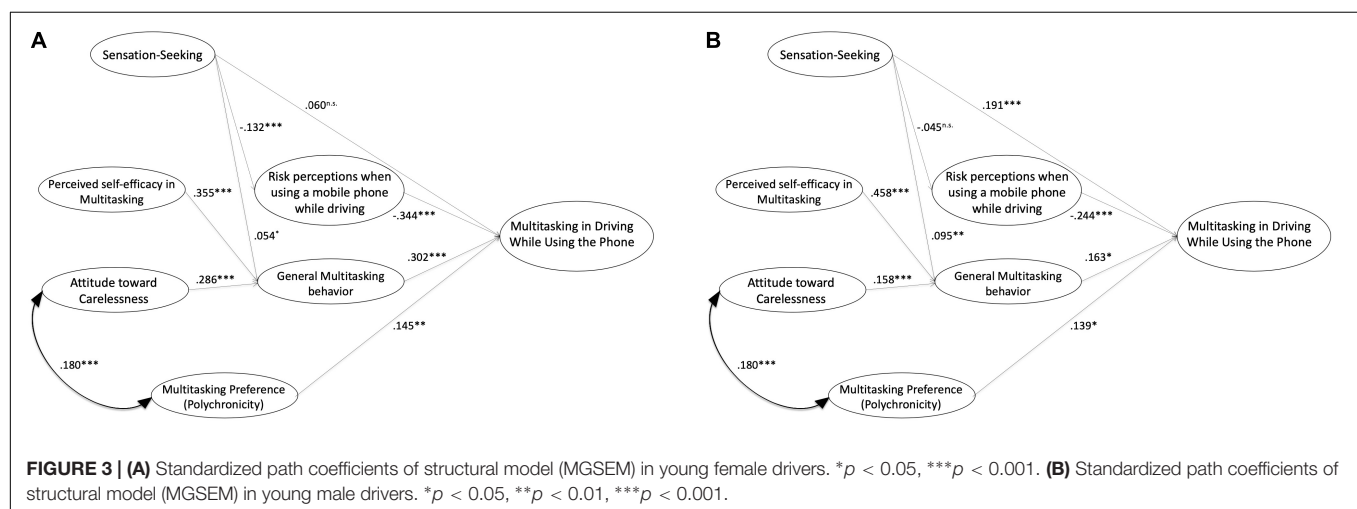 A
Sensation-Seeking
.060n.s.
-.132***
Perceived self-efficacy in
Multitasking
.355***
Risk perceptions when
using a mobile phone
while driving
-.344***
Multitasking in Driving
While Using the Phone
.054*
.302***
Attitude toward
Carelessness
.286***
General Multitasking
behavior
.145**
.180***
Multitasking Preference
(Polychronicity)
B
Sensation-Seeking
.191***
-.045n.s.
Perceived self-efficacy in
Multitasking
.458***
Risk perceptions when
using a mobile phone
while driving
-.244***
Multitasking in Driving
While Using the Phone
.095**
.163*
Attitude toward
Carelessness
.158***
General Multitasking
behavior
.139*
.180***
Multitasking Preference
(Polychronicity)
FIGURE 3 | (A) Standardized path coefficients of structural model (MGSEM) in young female drivers. *p < 0.05, ***p < 0.001. (B) Standardized path coefficients of
structural model (MGSEM) in young male drivers. *p < 0.05, **p < 0.01, ***p < 0.001.